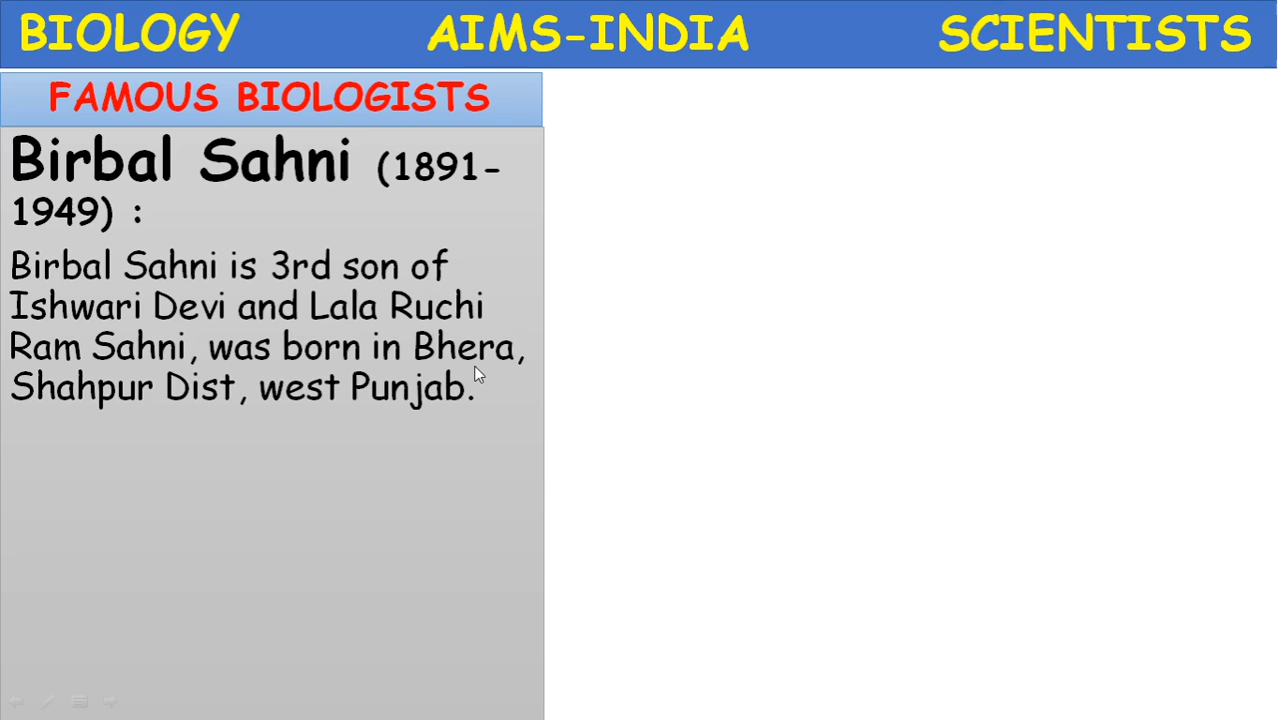 BIOLOGY AIMS-INDIA SCIENTISTS
FAMOUS BIOLOGISTS
Birbal Sahni (1891-
1949) :
Birbal Sahni is 3rd son of
Ishwari Devi and Lala Ruchi
Ram Sahni, was born in Bhera,
Shahpur Dist, west Punjab.